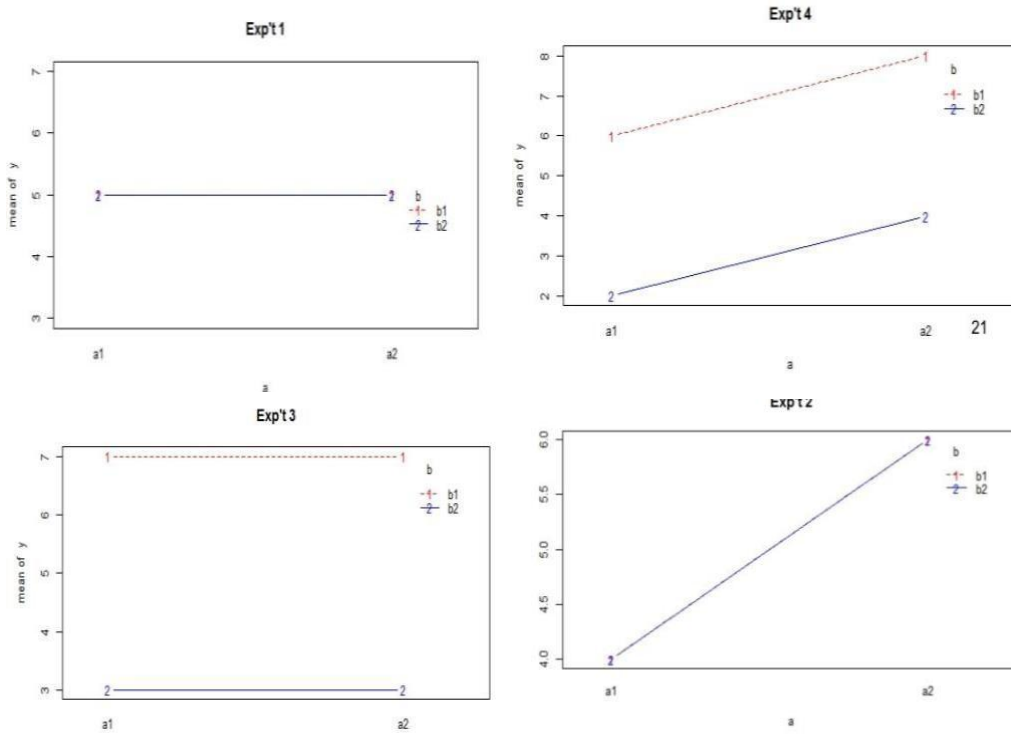 Exp't 1
mean of y
7
6
5
4
3
2 2
b
1 b1
2 b2
a1 a2
a
Exp't 4
mean of y
8
7
6
5
4
3
2
1 1
2 2
b
1 b1
2 b2
a1 a2
21
a
Exp't 3
mean of y
7
6
5
4
3
1 1
2 2
b
1 b1
2 b2
a1 a2
Exp't 2
6.0
5.5
5.0
4.5
4.0
2 2
b
1 b1
2 b2
a1 a2
a